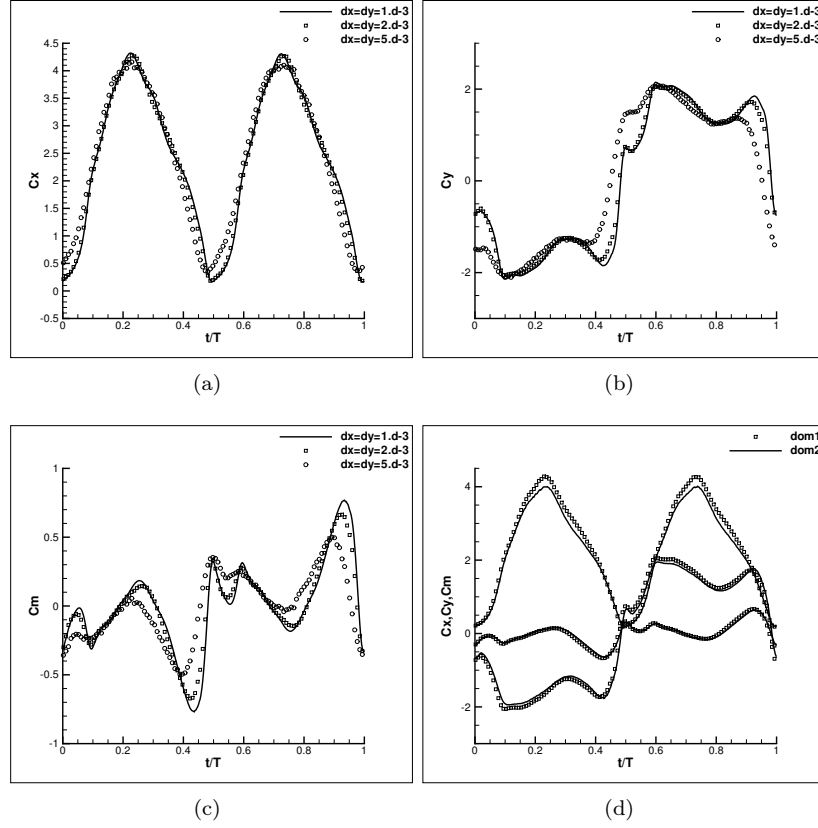 dx=dy=1.d-3
dx=dy=2.d-3
dx=dy=5.d-3
4.5
4
3.5
3
2.5
2
1.5
1
0.5
0
-0.5
Cx
0 0.2 0.4 0.6 0.8 1
t/T
(a)
dx=dy=1.d-3
dx=dy=2.d-3
dx=dy=5.d-3
2
0
-2
Cy
0 0.2 0.4 0.6 0.8 1
t/T
(b)
dx=dy=1.d-3
dx=dy=2.d-3
dx=dy=5.d-3
1
0.5
0
-0.5
-1
Cm
0 0.2 0.4 0.6 0.8 1
t/T
(c)
dom1
dom2
4
2
0
-2
Cx,Cy,Cm
0 0.2 0.4 0.6 0.8 1
t/T
(d)